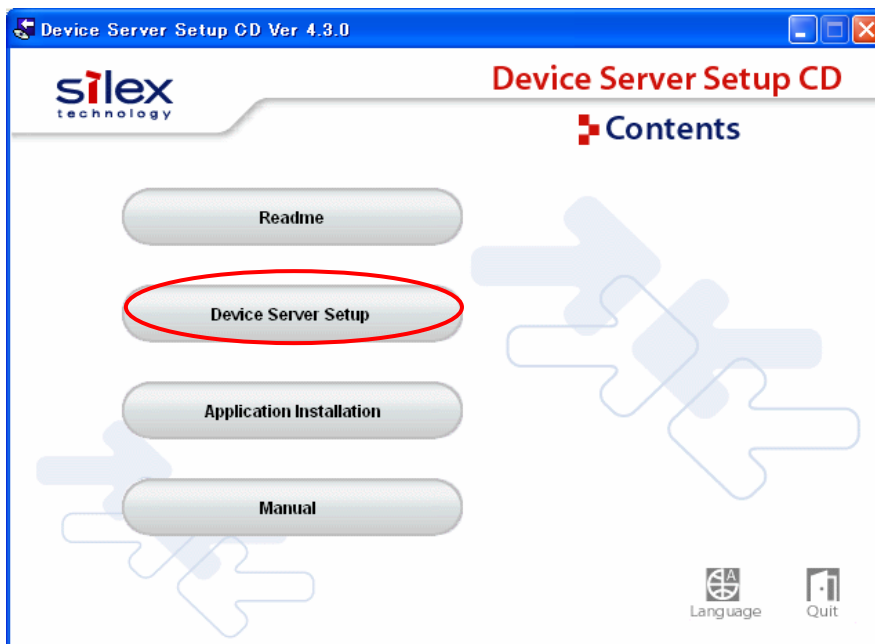 Device Server Setup CD Ver 4.3.0
silex
technology
Device Server Setup CD
Contents
Readme
Device Server Setup
Application Installation
Manual
A
Language
Quit